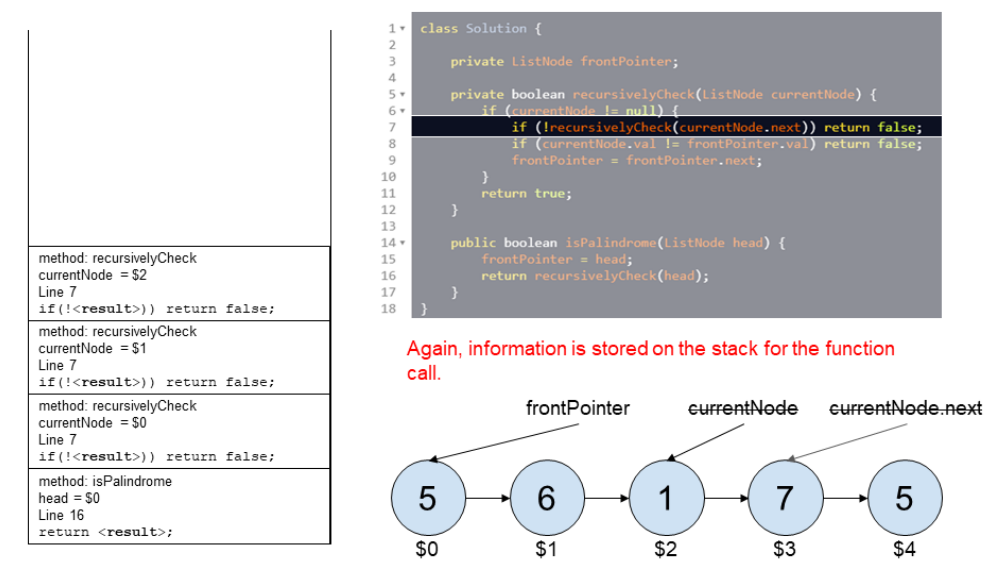 1 class Solution {
2
3 private ListNode frontPointer;
4
5 private boolean recursivelyCheck(ListNode currentNode) {
6 if (currentNode != null) {
7 if (!recursivelyCheck(currentNode.next)) return false;
8 if (currentNode.val != frontPointer.val) return false;
9 frontPointer = frontPointer.next;
10 }
11 return true;
12 }
13
14 public boolean isPalindrome(ListNode head) {
15 frontPointer = head;
16 return recursivelyCheck(head);
17 }
18 }
method: recursivelyCheck
currentNode = $2
Line 7
if(!<result>)) return false;
method: recursivelyCheck
currentNode = $1
Line 7
if(!<result>)) return false;
method: recursivelyCheck
currentNode = $0
Line 7
if(!<result>)) return false;
method: isPalindrome
head = $0
Line 16
return <result>;
Again, information is stored on the stack for the function
call.
frontPointer currentNode currentNode.next
5 6 1 7 5
$0 $1 $2 $3 $4